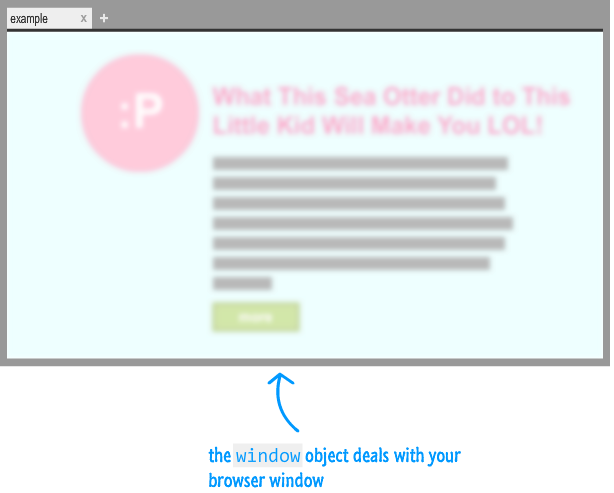 example x +
:P
What This Sea Otter Did to This
Little Kid Will Make You LOL!
more
the window object deals with your
browser window